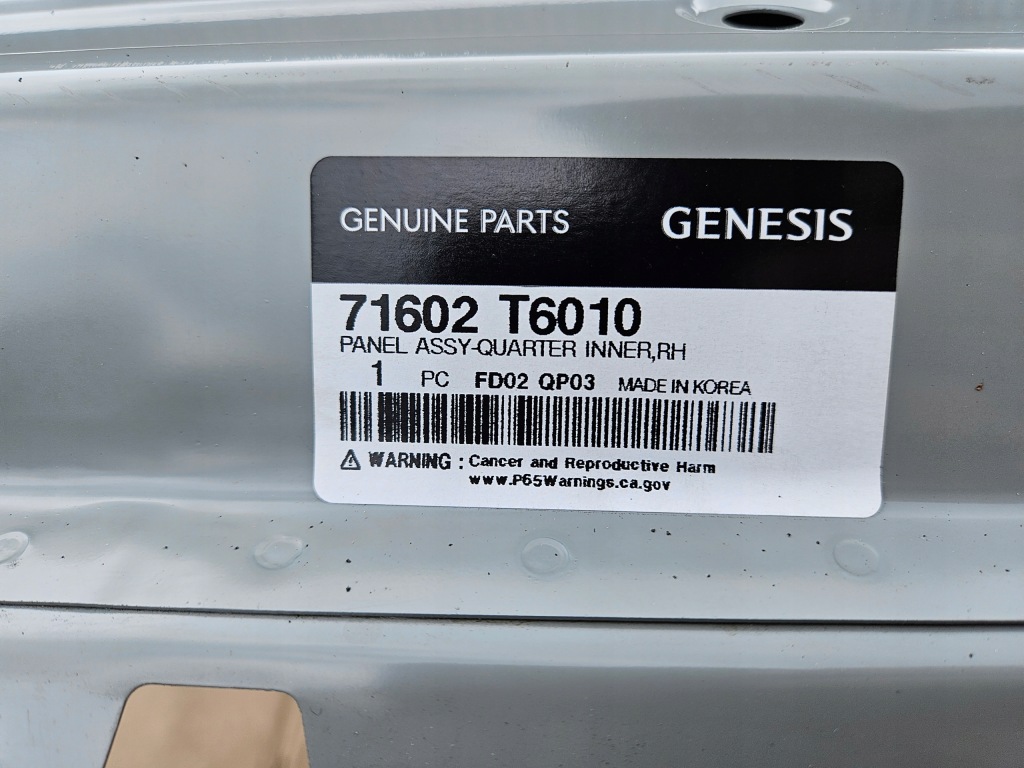 GENUINE PARTS GENESIS
71602 T6010
PANEL ASSY-QUARTER INNER,RH
1 PC FD02 QP03 MADE IN KOREA
WARNING : Cancer and Reproductive Harm
www.P65Warnings.ca.gov